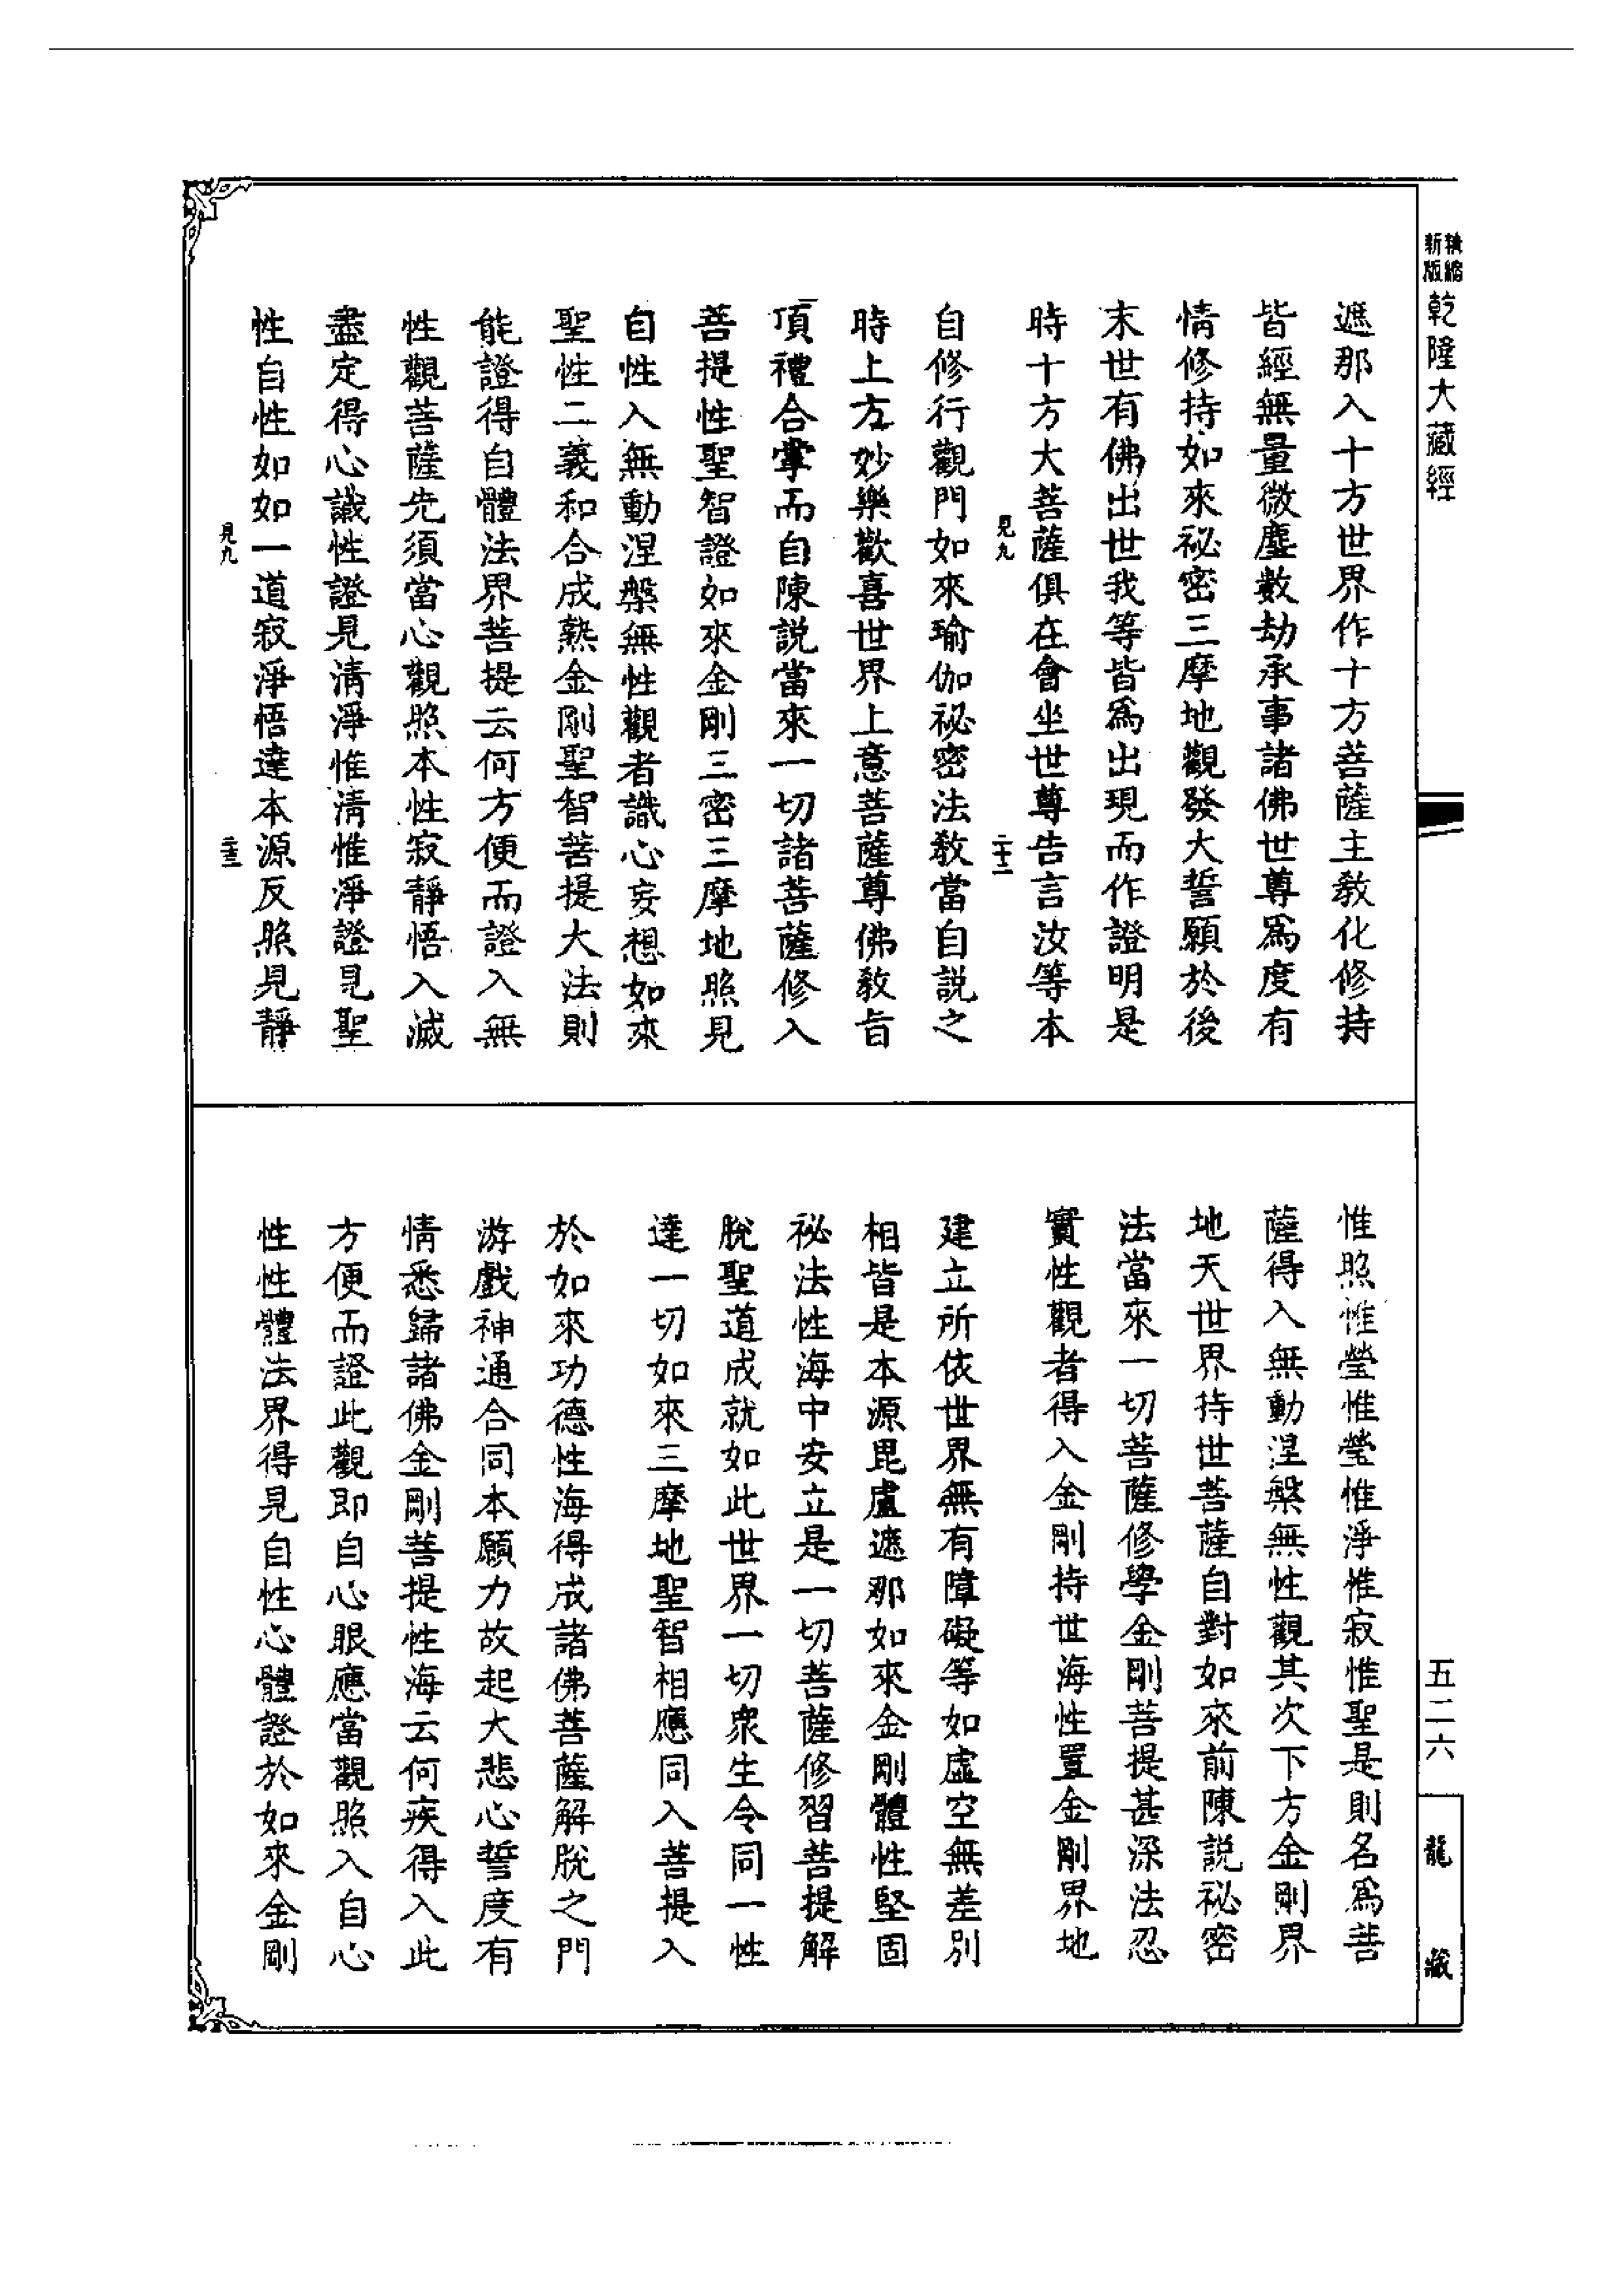 精縮
新版
乾隆大藏經
遮那入十方世界作十方菩薩主教化修持
皆經無量微塵數劫承事諸佛世尊爲度有
情修持如來祕密三摩地觀發大誓願於後
末世有佛出世我等皆爲出現而作證明是
時十方大菩薩俱在會坐世尊告言汝等本
見九
二十二
自修行觀門如來瑜伽祕密法教當自説之
時上方妙樂歡喜世界上意菩薩尊佛教旨
頂禮合掌而自陳説當來一切諸菩薩修入
菩提性聖智證如來金剛三密三摩地照見
自性入無動涅槃無性觀者識心妄想如來
聖性二義和合成熟金剛聖智菩提大法則
能證得自體法界菩提云何方便而證入無
性觀菩薩先須當心觀照本性寂靜悟入滅
盡定得心識性證見清淨惟清惟淨證見聖
性自性如如一道寂淨悟達本源反照見靜
見九
二十三
惟照惟瑩惟瑩惟淨惟寂惟聖是則名爲菩
薩得入無動涅槃無性觀其次下方金剛界
地天世界持世菩薩自對如來前陳説祕密
法當來一切菩薩修學金剛菩提甚深法忍
實性觀者得入金剛持世海性置金剛界地
建立所依世界無有障礙等如虛空無差別
相皆是本源毘盧遮那如來金剛體性堅固
祕法性海中安立是一切菩薩修習菩提解
脫聖道成就如此世界一切衆生令同一性
達一切如來三摩地聖智相應同入菩提入
於如來功德性海得成諸佛菩薩解脫之門
游戲神通合同本願力故起大悲心誓度有
情悉歸諸佛金剛菩提性海云何疾得入此
方便而證此觀即自心眼應當觀照入自心
性性體法界得見自性心體證於如來金剛
五二六
龍藏